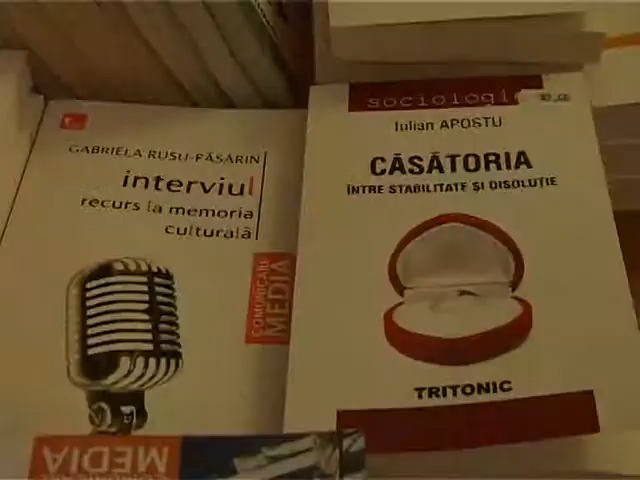 GABRIELA RUSU-PĂSĂRIN
interviul
recurs la memoria
culturală
COMUNICARE
MEDIA
sociologie
Iulian APOSTU
CĂSĂTORIA
ÎNTRE STABILITATE ȘI DISOLUȚIE
TRITONIC
MEDIA